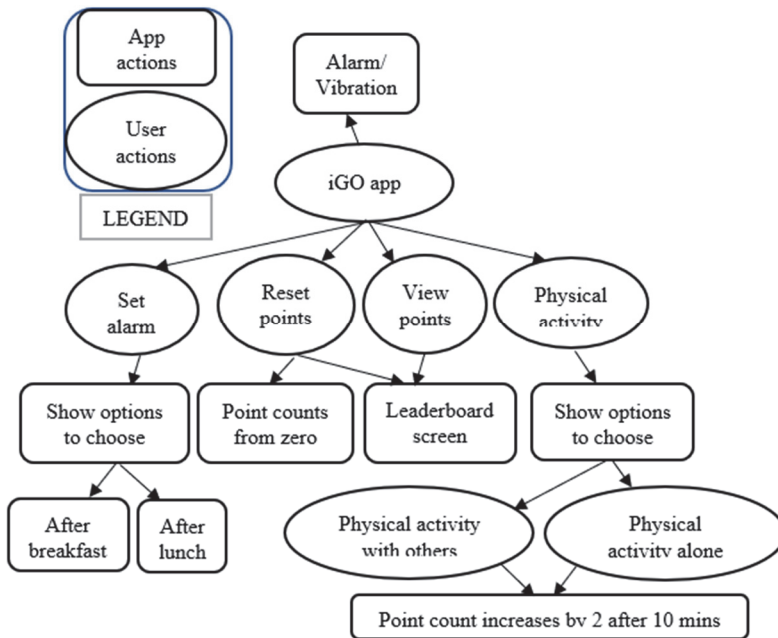 App
actions
User
actions
LEGEND
Alarm/
Vibration
iGO app
Set
alarm
Reset
points
View
points
Physical
activity
Show options
to choose
Point counts
from zero
Leaderboard
screen
Show options
to choose
After
breakfast
After
lunch
Physical activity
with others
Physical
activity alone
Point count increases by 2 after 10 mins